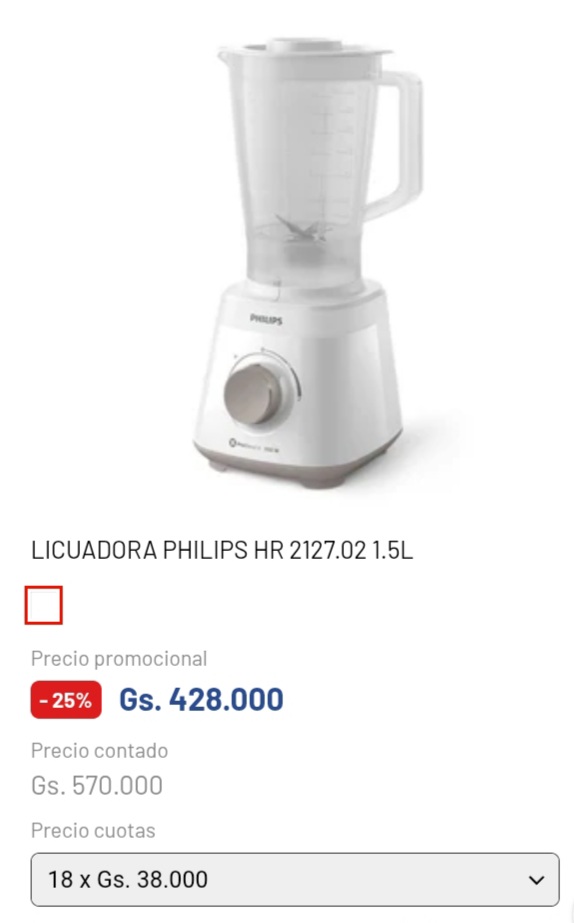 PHILIPS
LICUADORA PHILIPS HR 2127.02 1.5L
Precio promocional
-25% Gs. 428.000
Precio contado
Gs. 570.000
Precio cuotas
18 x Gs. 38.000